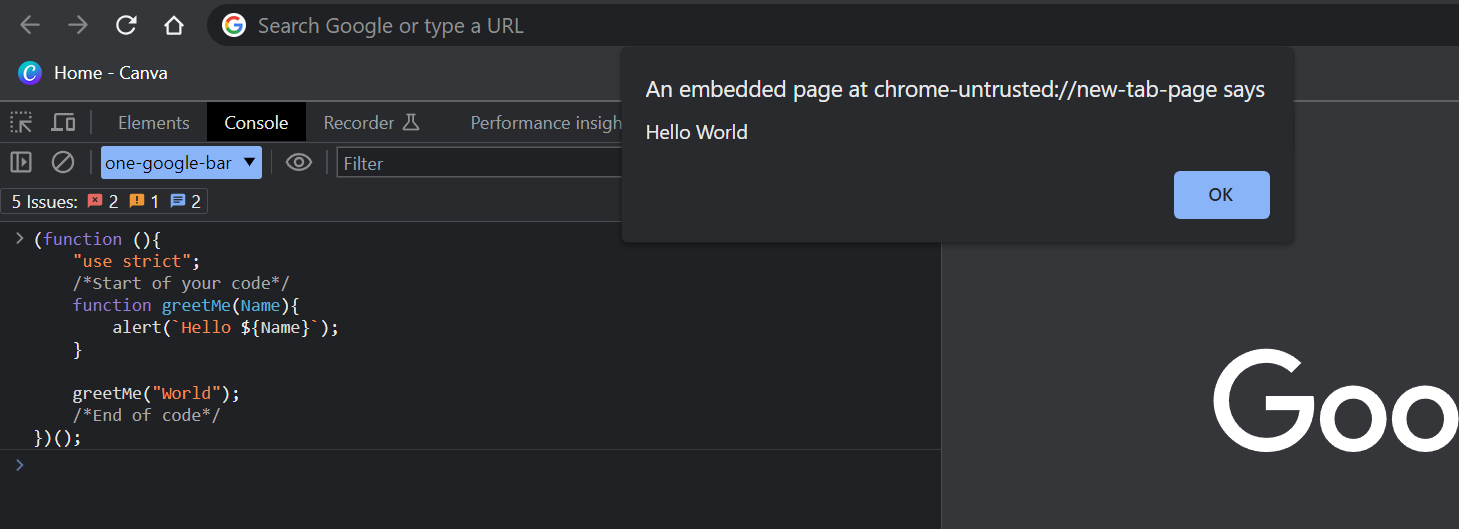 Search Google or type a URL
Home - Canva
An embedded page at chrome-untrusted://new-tab-page says
Hello World
OK
Elements Console Recorder Performance insigh
one-google-bar Filter
5 Issues: 2 1 2
(function (){
    "use strict";
    /*Start of your code*/
    function greetMe(Name){
        alert(`Hello ${Name}`);
    }
    greetMe("World");
    /*End of code*/
})();
Goo